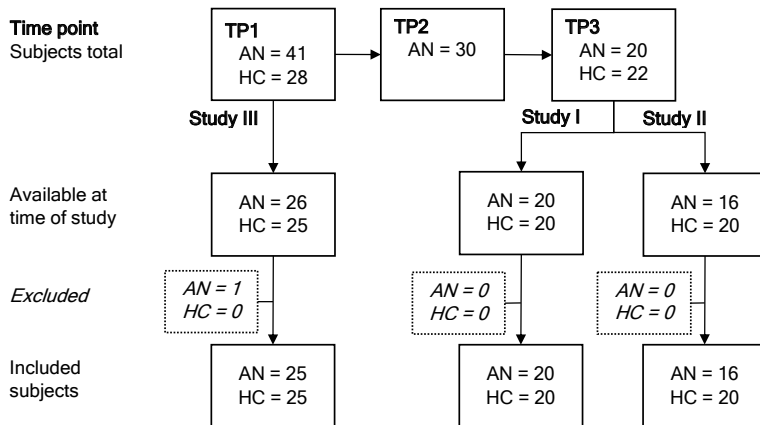 Time point
Subjects total
TP1
AN = 41
HC = 28
TP2
AN = 30
TP3
AN = 20
HC = 22
Study III
Study I
Study II
Available at
time of study
AN = 26
HC = 25
AN = 20
HC = 20
AN = 16
HC = 20
Excluded
AN = 1
HC = 0
AN = 0
HC = 0
AN = 0
HC = 0
Included
subjects
AN = 25
HC = 25
AN = 20
HC = 20
AN = 16
HC = 20